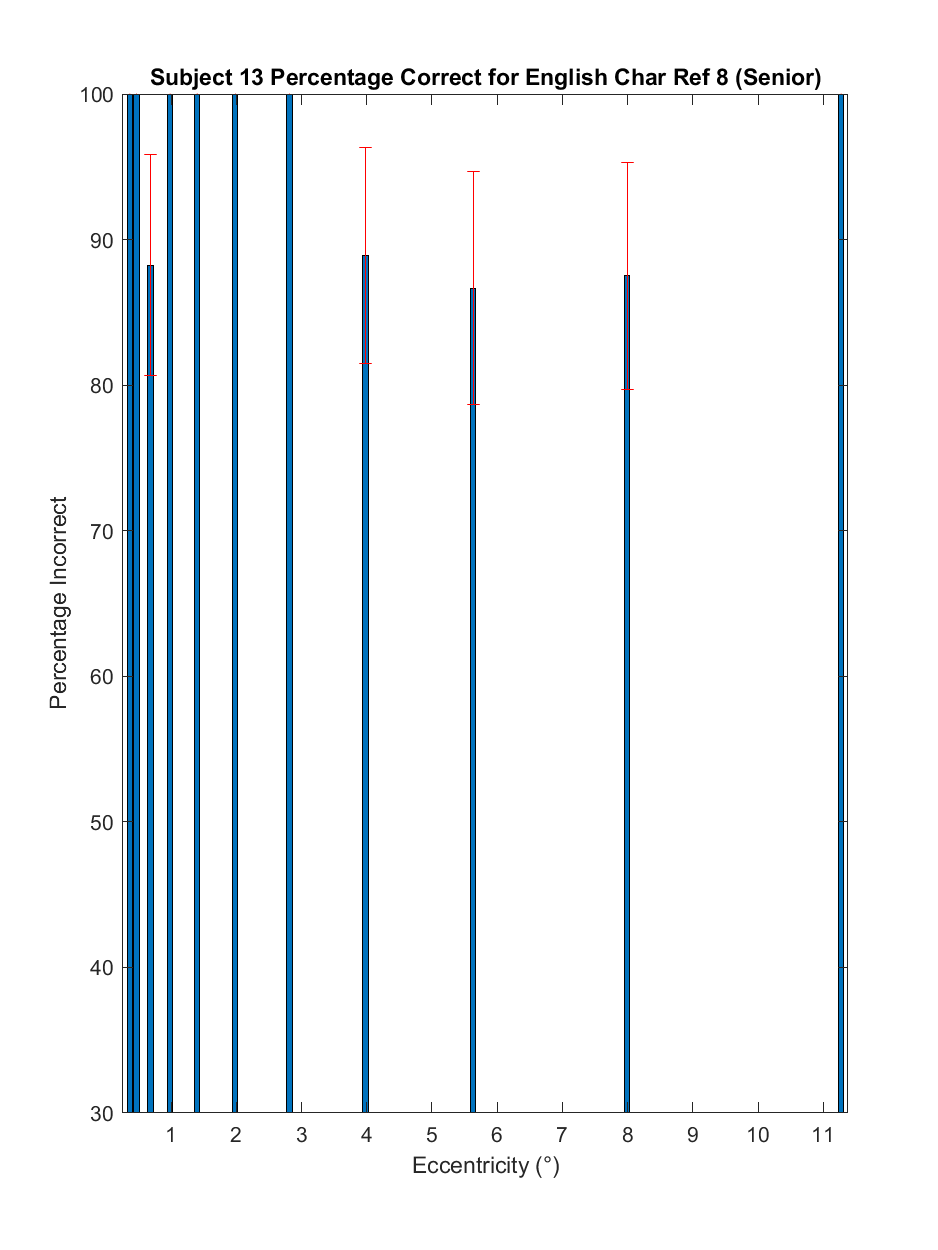 Subject 13 Percentage Correct for English Char Ref 8 (Senior)
100
90
80
70
60
50
40
30
Percentage Incorrect
1 2 3 4 5 6 7 8 9 10 11
Eccentricity (°)